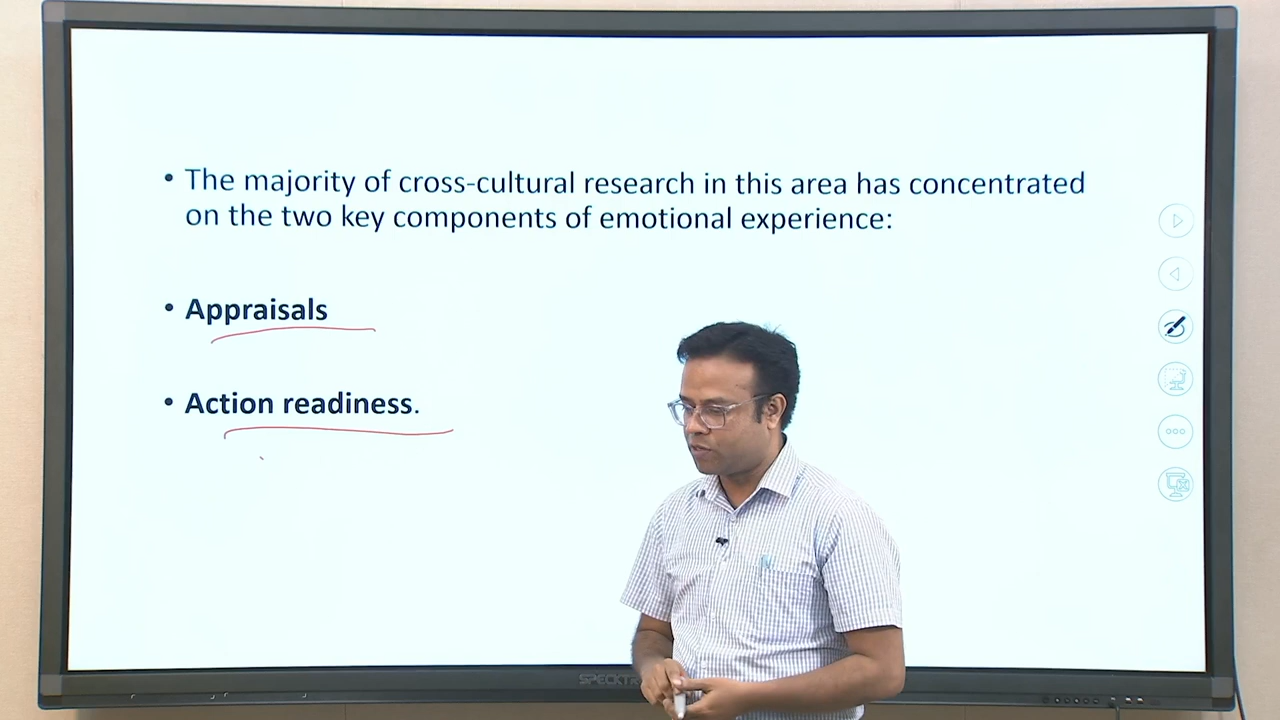 • The majority of cross-cultural research in this area has concentrated
on the two key components of emotional experience:
• Appraisals
• Action readiness.